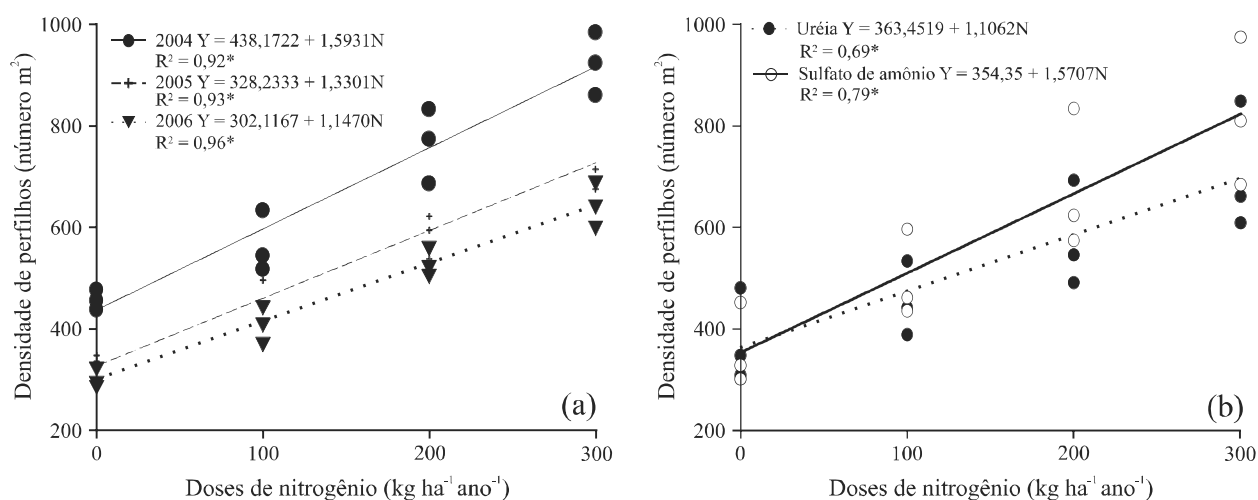 Densidade de perfilhos (número m²)
1000
800
600
400
200
2004 Y = 438,1722 + 1,5931N
R² = 0,92*
2005 Y = 328,2333 + 1,3301N
R² = 0,93*
2006 Y = 302,1167 + 1,1470N
R² = 0,96*
(a)
0 100 200 300
Doses de nitrogênio (kg ha⁻¹ ano⁻¹)
Densidade de perfilhos (número m²)
1000
800
600
400
200
Uréia Y = 363,4519 + 1,1062N
R² = 0,69*
Sulfato de amônio Y = 354,35 + 1,5707N
R² = 0,79*
(b)
0 100 200 300
Doses de nitrogênio (kg ha⁻¹ ano⁻¹)